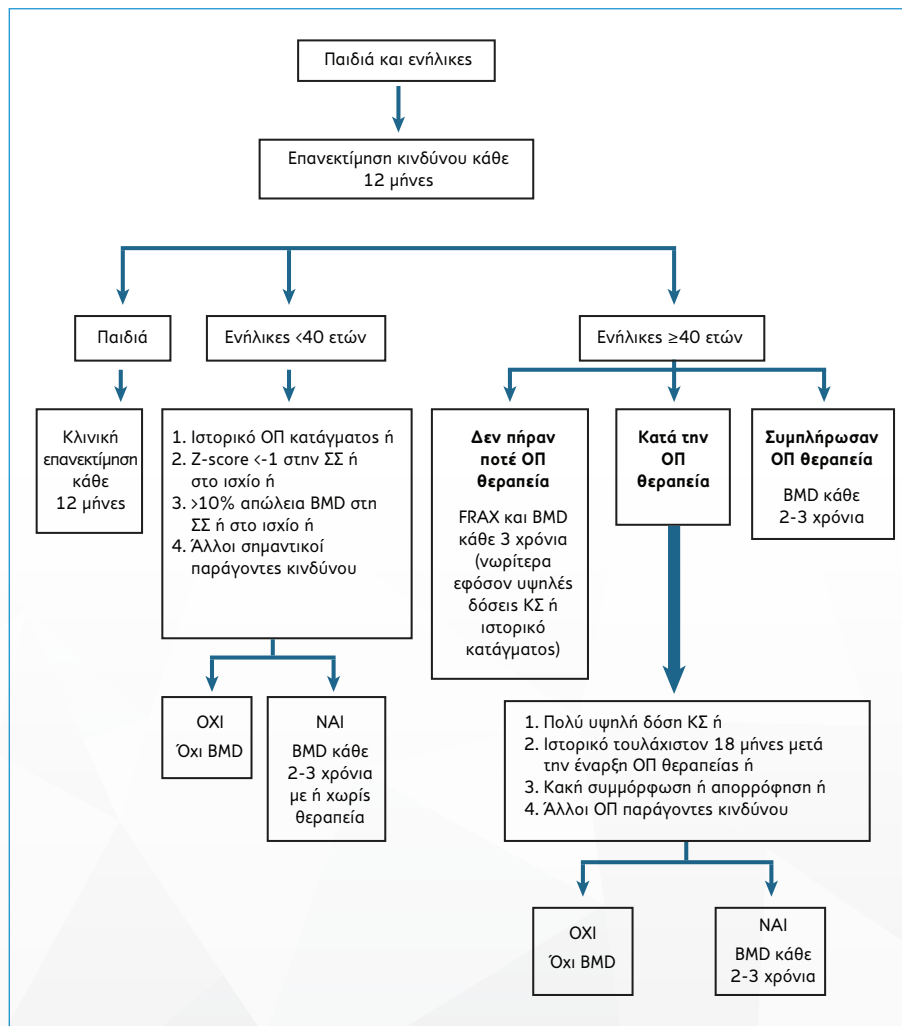 Παιδιά και ενήλικες
Επανεκτίμηση κινδύνου κάθε
12 μήνες
Παιδιά
Ενήλικες <40 ετών
Ενήλικες ≥40 ετών
Κλινική
επανεκτίμηση
κάθε
12 μήνες
1. Ιστορικό ΟΠ κατάγματος ή
2. Z-score <-1 στην ΣΣ ή
στο ισχίο ή
3. >10% απώλεια BMD στη
ΣΣ ή στο ισχίο ή
4. Άλλοι σημαντικοί
παράγοντες κινδύνου
ΟΧΙ
Όχι BMD
ΝΑΙ
BMD κάθε
2-3 χρόνια
με ή χωρίς
θεραπεία
Δεν πήραν
ποτέ ΟΠ
θεραπεία
FRAX και BMD
κάθε 3 χρόνια
(νωρίτερα
εφόσον υψηλές
δόσεις ΚΣ ή
ιστορικό
κατάγματος)
Κατά την
ΟΠ
θεραπεία
Συμπλήρωσαν
ΟΠ θεραπεία
BMD κάθε
2-3 χρόνια
1. Πολύ υψηλή δόση ΚΣ ή
2. Ιστορικό τουλάχιστον 18 μήνες μετά
την έναρξη ΟΠ θεραπείας ή
3. Κακή συμμόρφωση ή απορρόφηση ή
4. Άλλοι ΟΠ παράγοντες κινδύνου
ΟΧΙ
Όχι BMD
ΝΑΙ
BMD κάθε
2-3 χρόνια